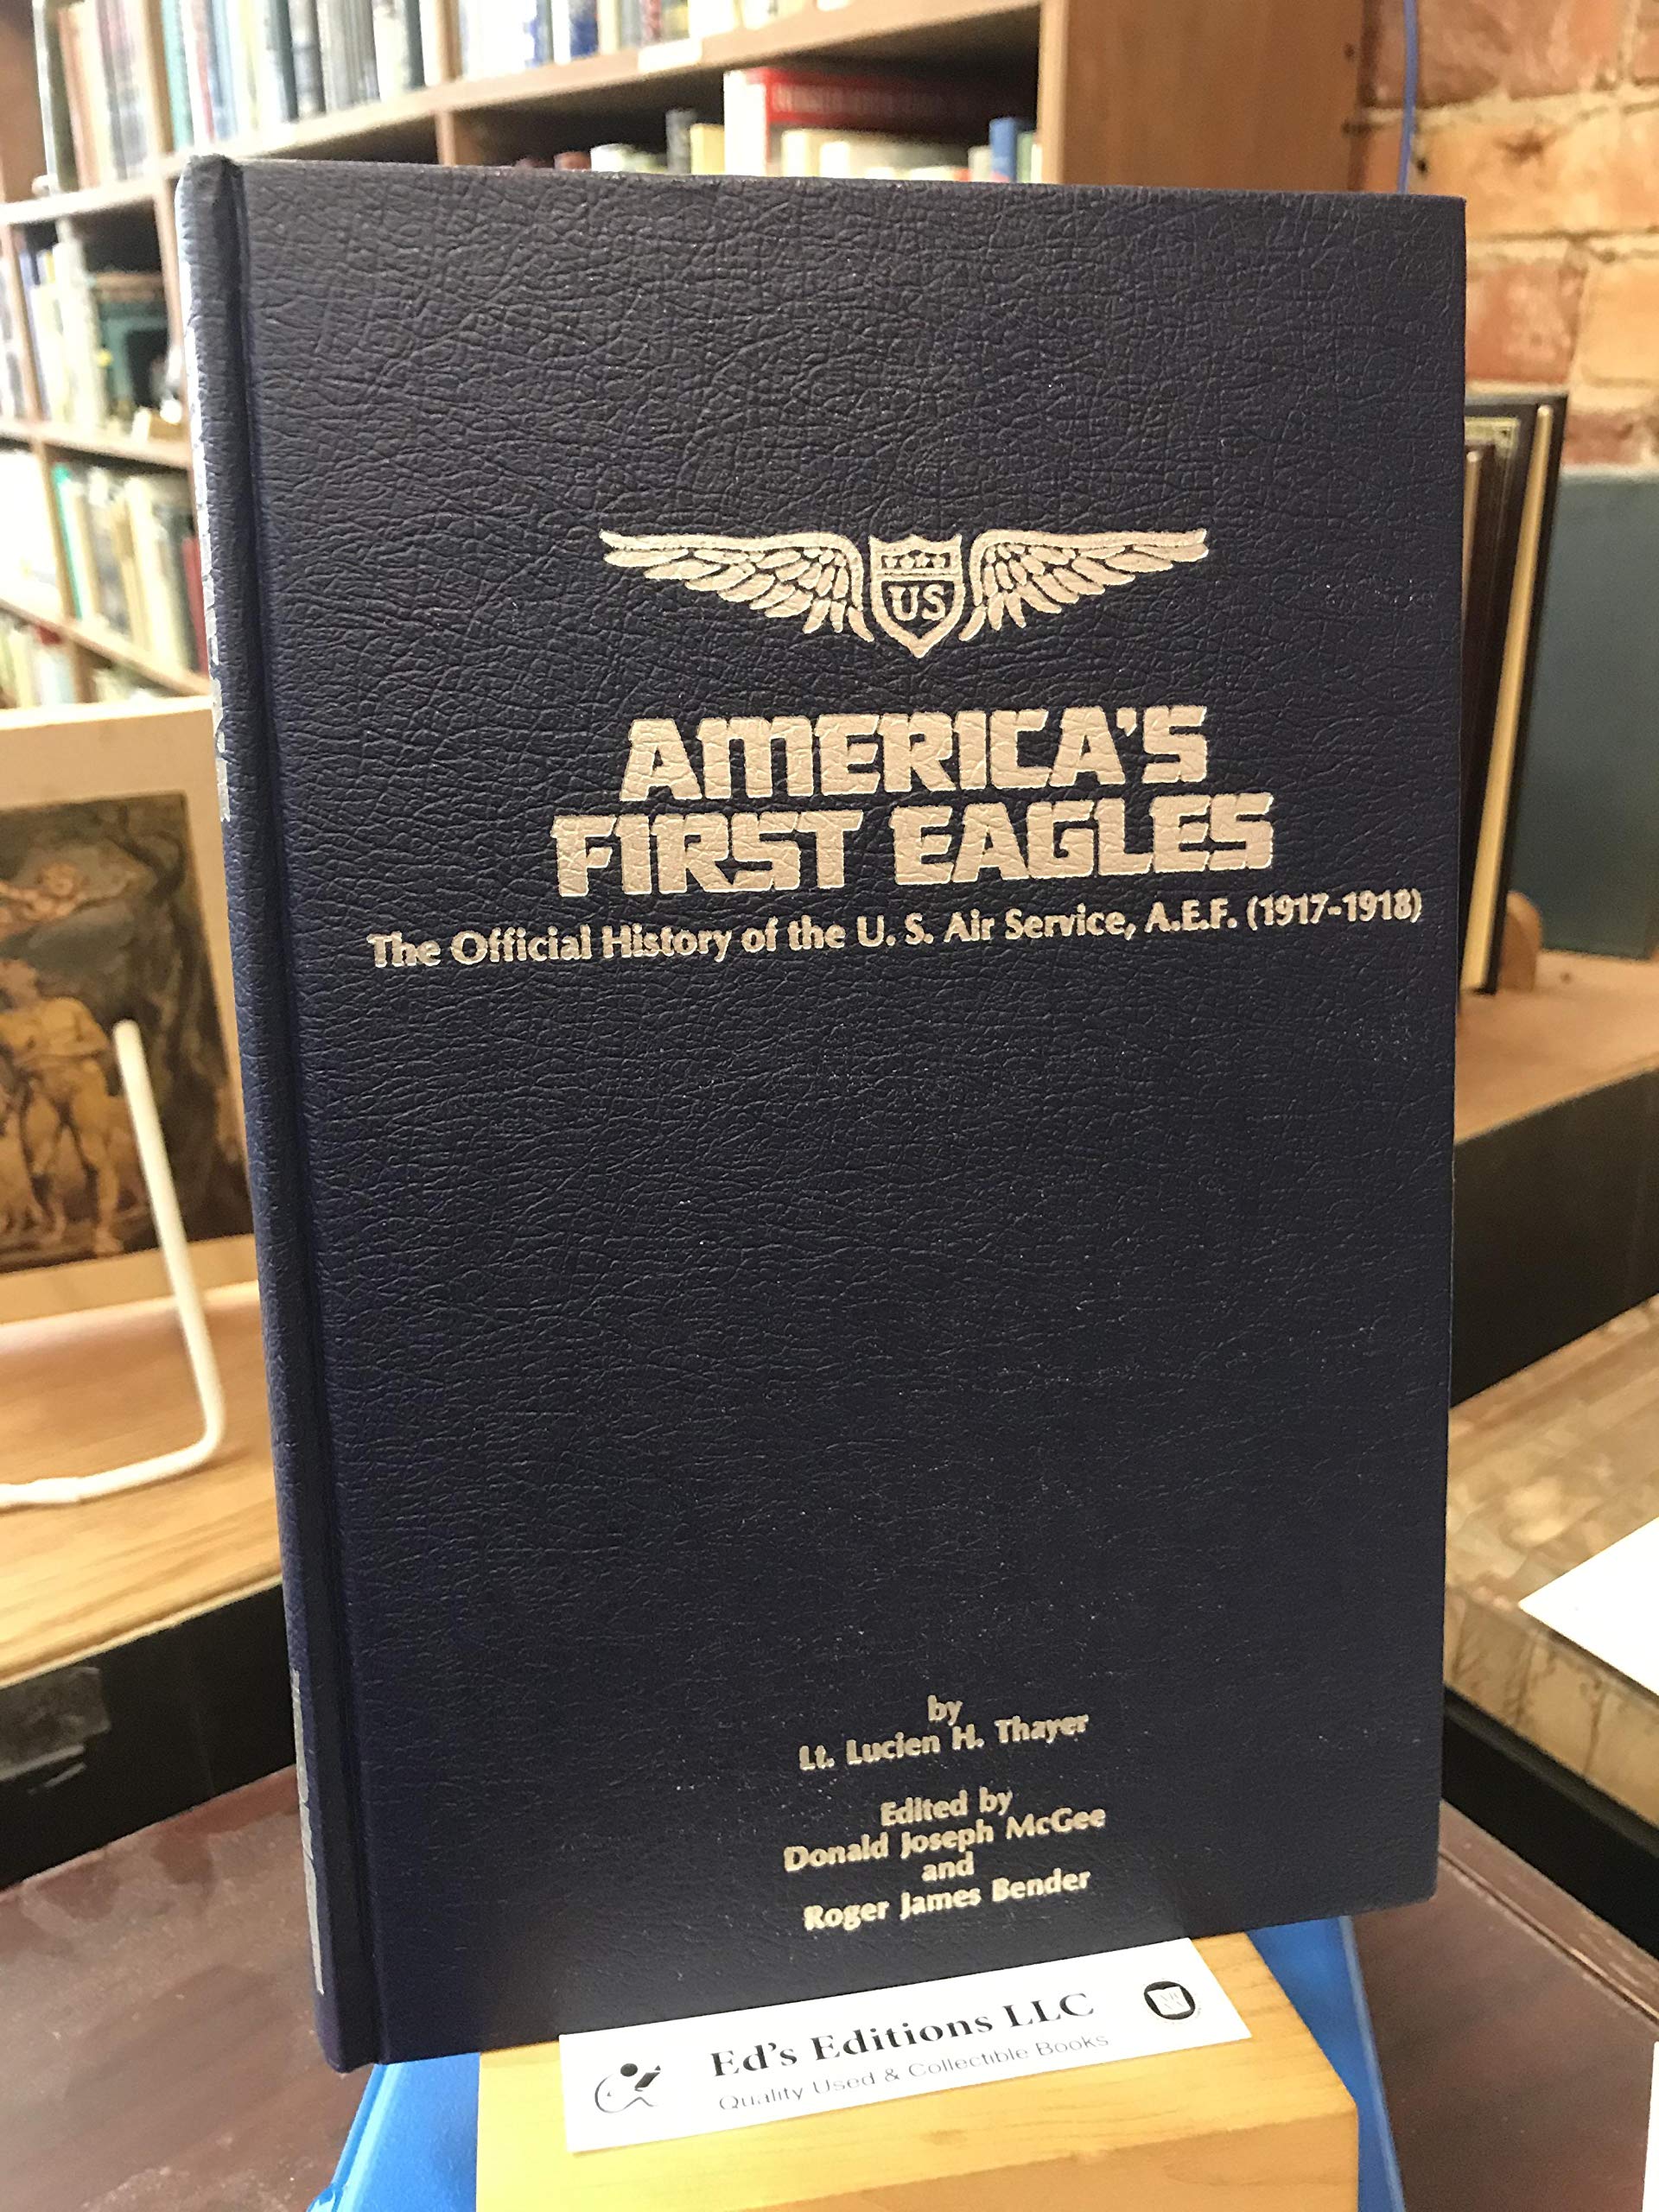 US
AMERICA'S
FIRST EAGLES
The Official History of the U. S. Air Service, A.E.F. (1917-1918)
by
Lt. Lucien H. Thayer
Edited by
Donald Joseph McGee
and
Roger James Bender
Ed's Editions LLC
Quality Used & Collectible Books